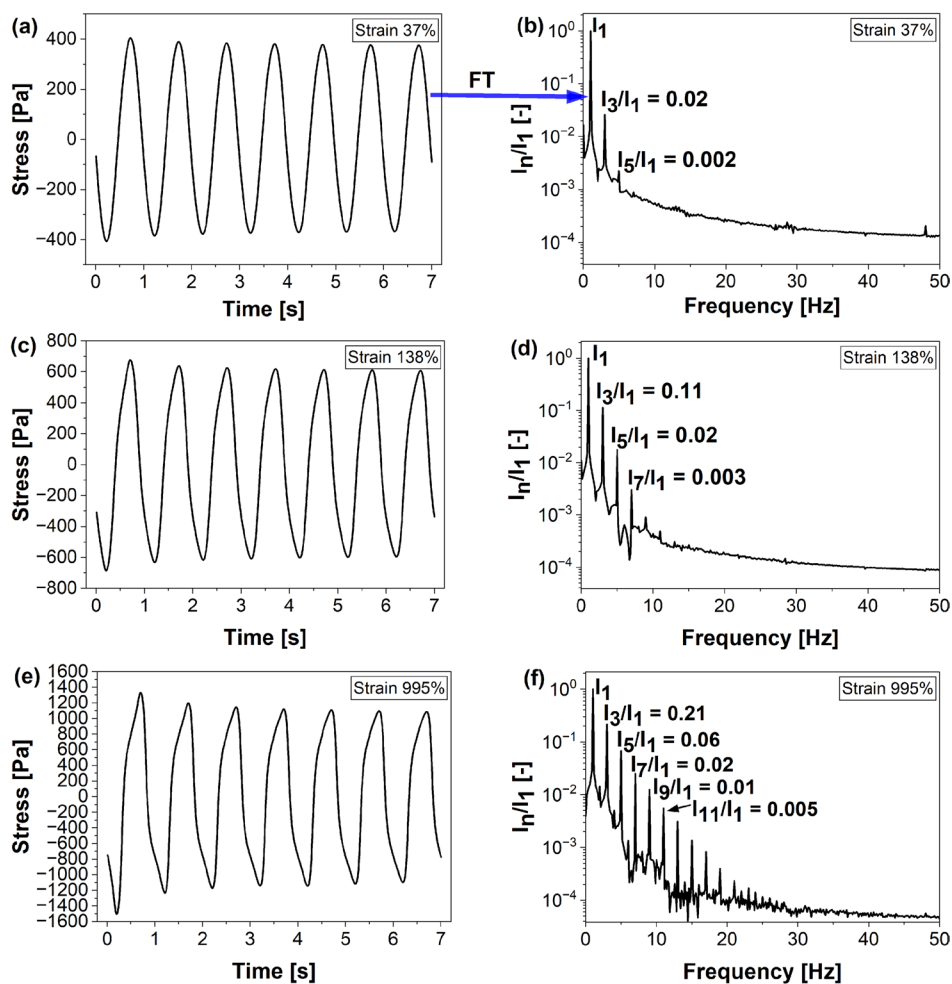 (a)
Strain 37%
Stress [Pa]
400
200
0
−200
−400
0 1 2 3 4 5 6 7
Time [s]
FT
(b)
Strain 37%
Iₙ/I₁ [-]
10⁰
10⁻¹
10⁻²
10⁻³
10⁻⁴
I₁
I₃/I₁ = 0.02
I₅/I₁ = 0.002
0 10 20 30 40 50
Frequency [Hz]
(c)
Strain 138%
Stress [Pa]
800
600
400
200
0
−200
−400
−600
−800
0 1 2 3 4 5 6 7
Time [s]
(d)
Strain 138%
Iₙ/I₁ [-]
10⁰
10⁻¹
10⁻²
10⁻³
10⁻⁴
I₁
I₃/I₁ = 0.11
I₅/I₁ = 0.02
I₇/I₁ = 0.003
0 10 20 30 40 50
Frequency [Hz]
(e)
Strain 995%
Stress [Pa]
1600
1400
1200
1000
800
600
400
200
0
−200
−400
−600
−800
−1000
−1200
−1400
−1600
0 1 2 3 4 5 6 7
Time [s]
(f)
Strain 995%
Iₙ/I₁ [-]
10⁰
10⁻¹
10⁻²
10⁻³
10⁻⁴
I₁
I₃/I₁ = 0.21
I₅/I₁ = 0.06
I₇/I₁ = 0.02
I₉/I₁ = 0.01
I₁₁/I₁ = 0.005
0 10 20 30 40 50
Frequency [Hz]